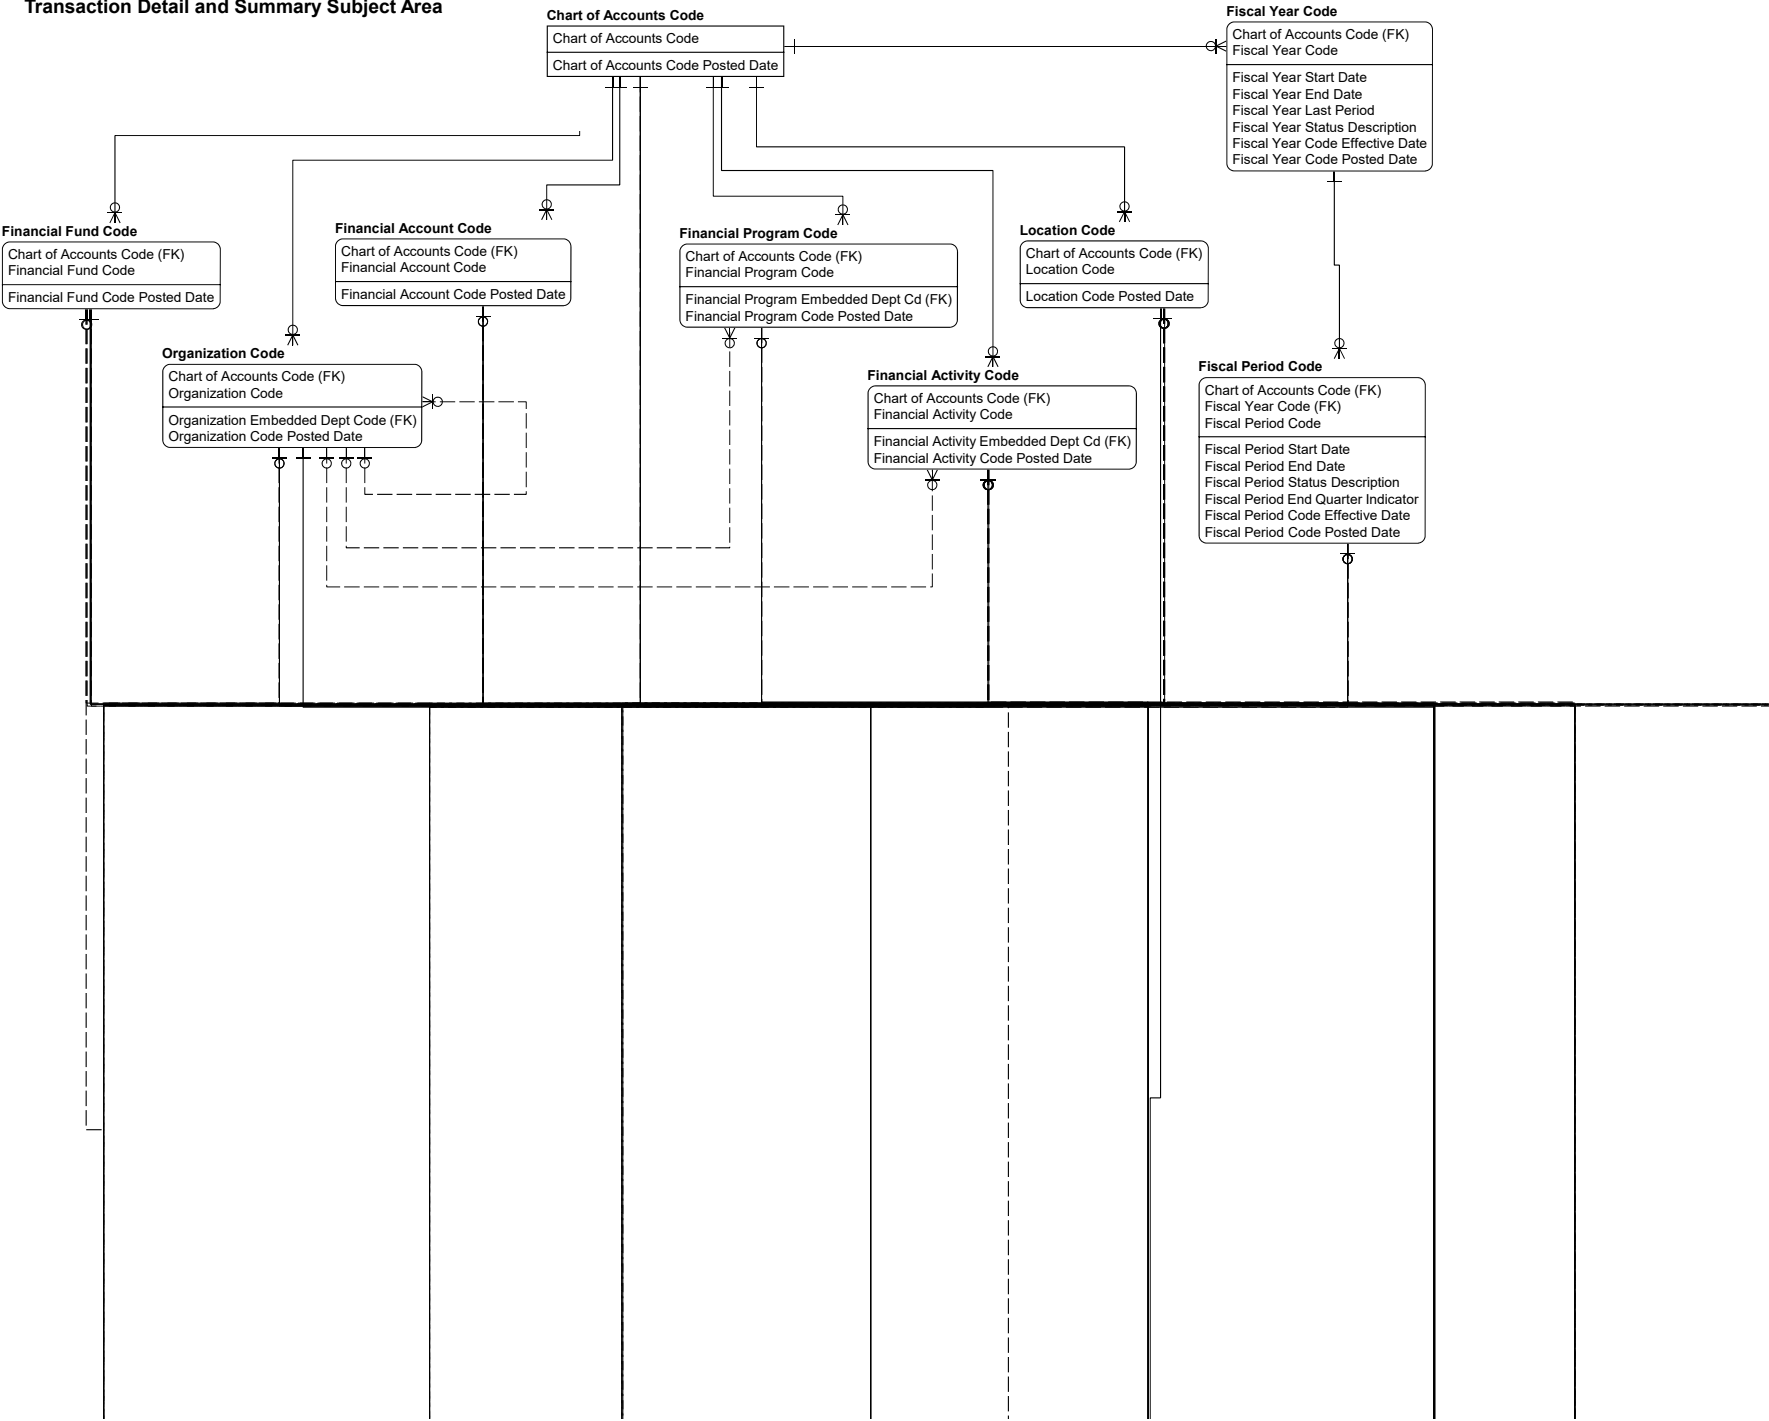 Transaction Detail and Summary Subject Area
Chart of Accounts Code
Chart of Accounts Code
Chart of Accounts Code Posted Date
Fiscal Year Code
Chart of Accounts Code (FK)
Fiscal Year Code
Fiscal Year Start Date
Fiscal Year End Date
Fiscal Year Last Period
Fiscal Year Status Description
Fiscal Year Code Effective Date
Fiscal Year Code Posted Date
Financial Fund Code
Chart of Accounts Code (FK)
Financial Fund Code
Financial Fund Code Posted Date
Financial Account Code
Chart of Accounts Code (FK)
Financial Account Code
Financial Account Code Posted Date
Financial Program Code
Chart of Accounts Code (FK)
Financial Program Code
Financial Program Embedded Dept Cd (FK)
Financial Program Code Posted Date
Location Code
Chart of Accounts Code (FK)
Location Code
Location Code Posted Date
Organization Code
Chart of Accounts Code (FK)
Organization Code
Organization Embedded Dept Code (FK)
Organization Code Posted Date
Financial Activity Code
Chart of Accounts Code (FK)
Financial Activity Code
Financial Activity Embedded Dept Cd (FK)
Financial Activity Code Posted Date
Fiscal Period Code
Chart of Accounts Code (FK)
Fiscal Year Code (FK)
Fiscal Period Code
Fiscal Period Start Date
Fiscal Period End Date
Fiscal Period Status Description
Fiscal Period End Quarter Indicator
Fiscal Period Code Effective Date
Fiscal Period Code Posted Date